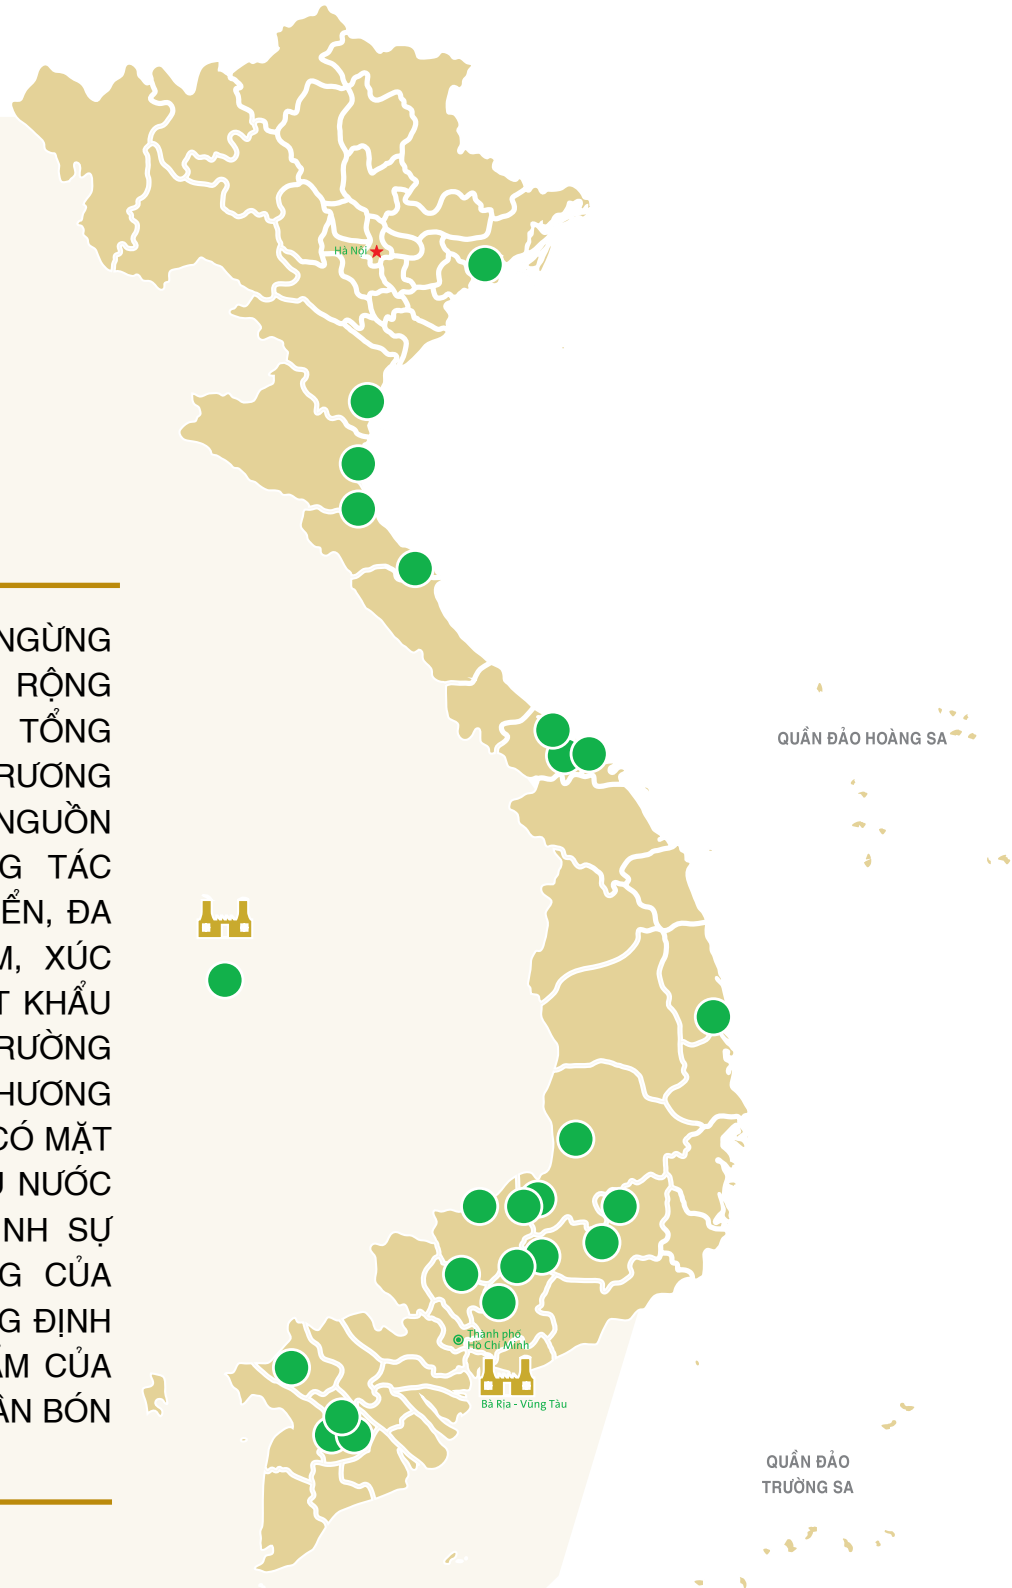 NGỪNG
RỘNG
TỔNG
RƯƠNG
NGUỒN
G TÁC
ỂN, ĐA
M, XÚC
T KHẨU
RƯỜNG
HƯƠNG
CÓ MẶT
U NƯỚC
INH SỰ
G CỦA
G ĐỊNH
ẨM CỦA
ÂN BÓN
Hà Nội
QUẦN ĐẢO HOÀNG SA
Thành phố
Hồ Chí Minh
Bà Rịa - Vũng Tàu
QUẦN ĐẢO
TRƯỜNG SA